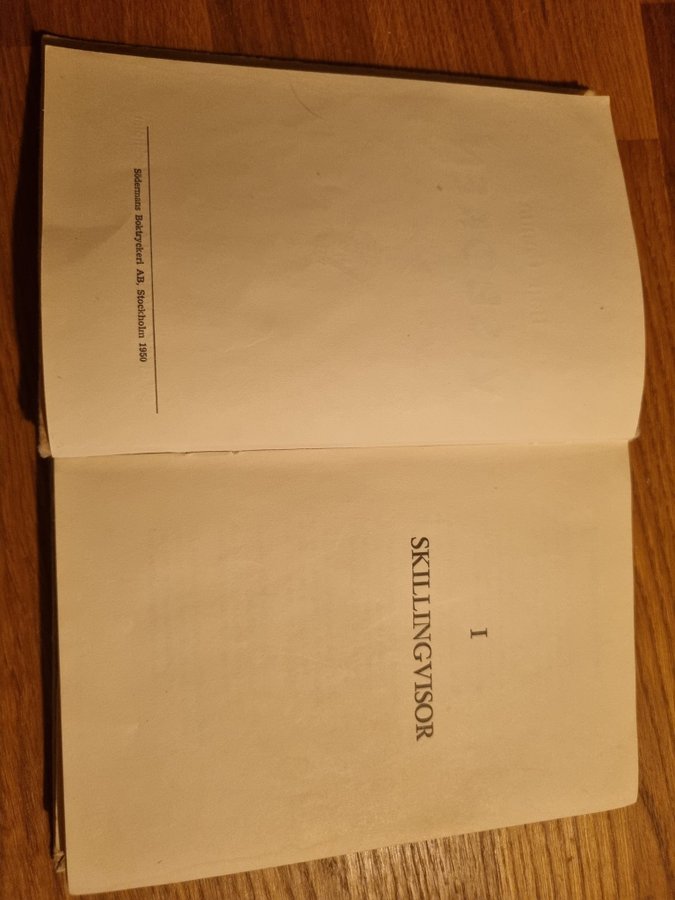 Södermans Boktryckeri AB, Stockholm 1950
I
SKILLINGVISOR